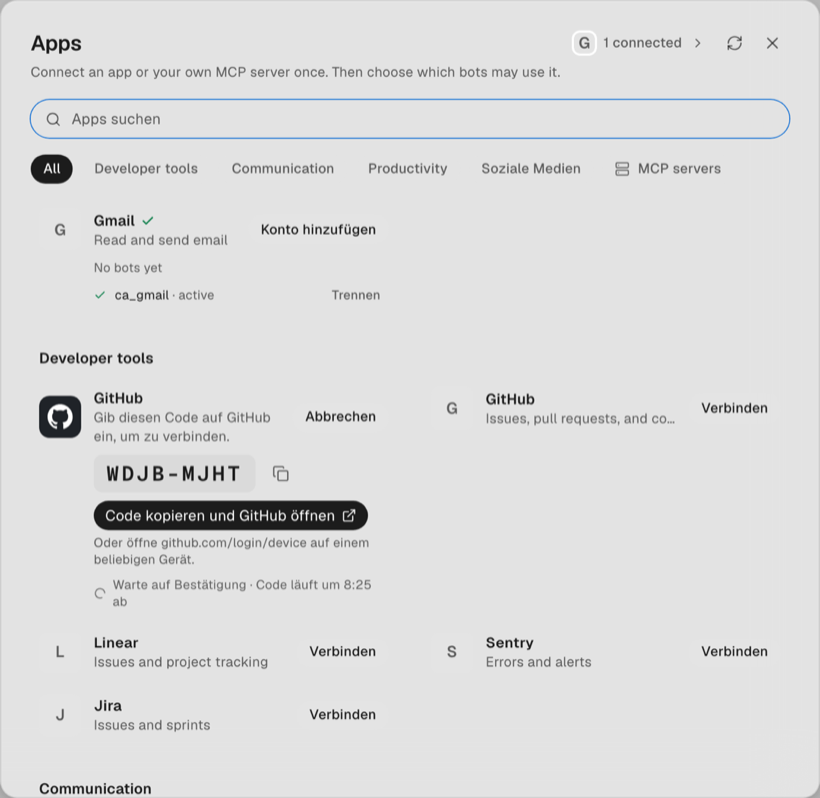 Apps
G 1 connected
Connect an app or your own MCP server once. Then choose which bots may use it.
Apps suchen
All Developer tools Communication Productivity Soziale Medien MCP servers
G
Gmail
Read and send email
Konto hinzufügen
No bots yet
ca_gmail · active
Trennen
Developer tools
GitHub
Gib diesen Code auf GitHub
ein, um zu verbinden.
Abbrechen
WDJB-MJHT
Code kopieren und GitHub öffnen
Oder öffne github.com/login/device auf einem
beliebigen Gerät.
Warte auf Bestätigung · Code läuft um 8:25
ab
G
GitHub
Issues, pull requests, and co...
Verbinden
L
Linear
Issues and project tracking
Verbinden
S
Sentry
Errors and alerts
Verbinden
J
Jira
Issues and sprints
Verbinden
Communication